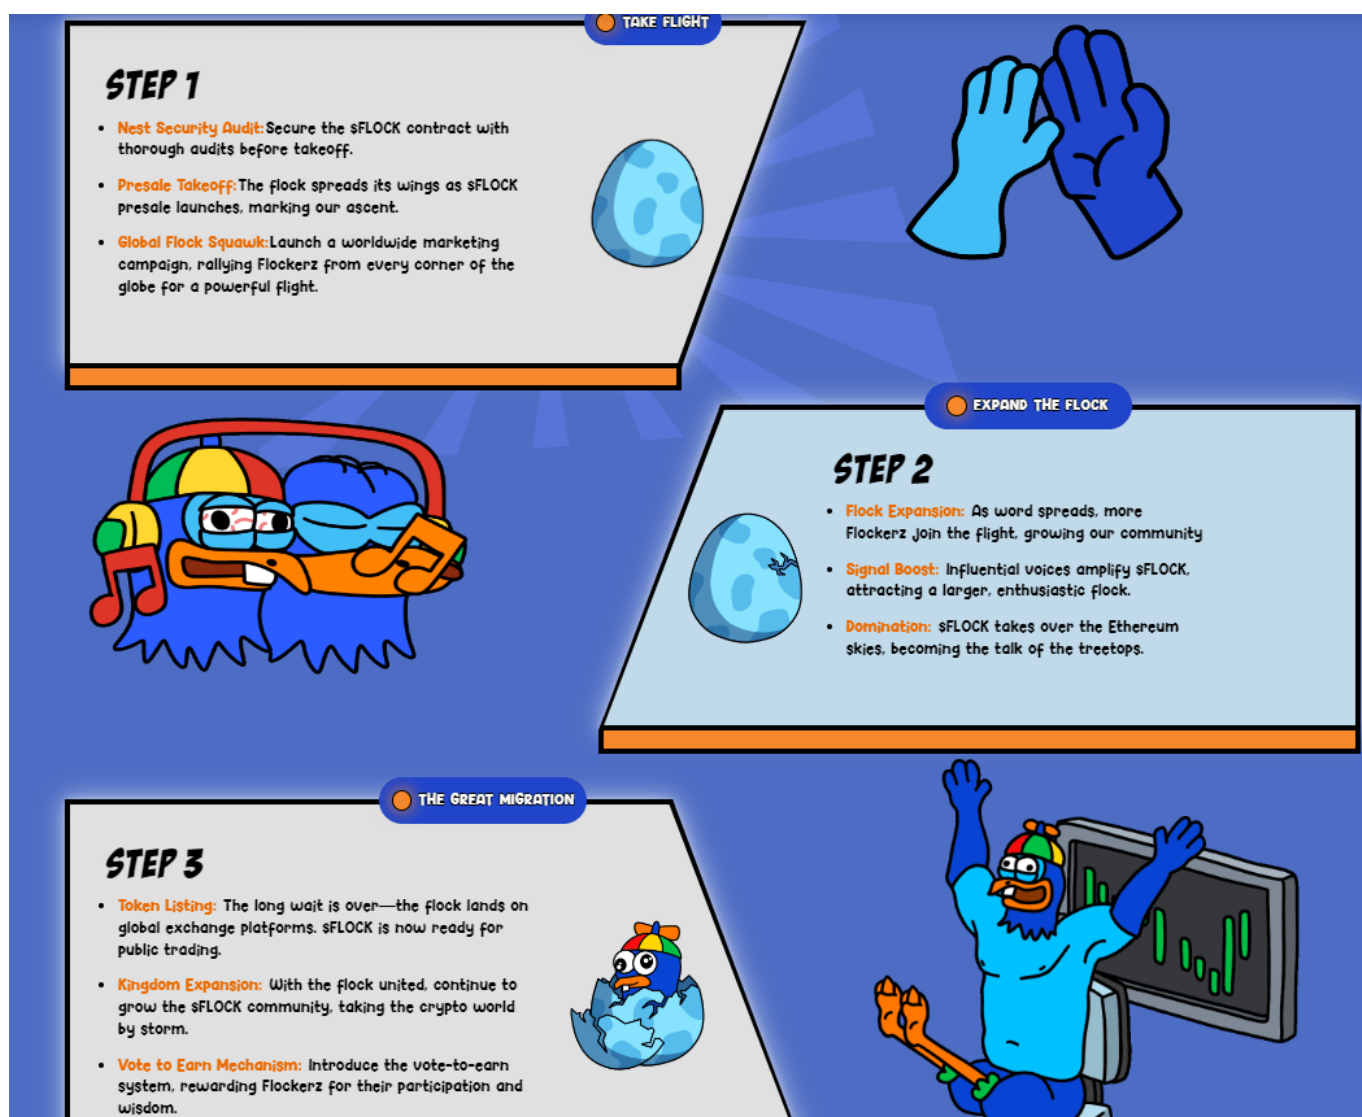 TAKE FLIGHT
STEP 1
• Nest Security Audit:Secure the $FLOCK contract with
thorough audits before takeoff.
• Presale Takeoff:The flock spreads its wings as $FLOCK
presale launches, marking our ascent.
• Global Flock Squawk:Launch a worldwide marketing
campaign, rallying Flockerz from every corner of the
globe for a powerful flight.
EXPAND THE FLOCK
STEP 2
• Flock Expansion: As word spreads, more
Flockerz join the flight, growing our community
• Signal Boost: Influential voices amplify $FLOCK,
attracting a larger, enthusiastic flock.
• Domination: $FLOCK takes over the Ethereum
skies, becoming the talk of the treetops.
THE GREAT MIGRATION
STEP 3
• Token Listing: The long wait is over—the flock lands on
global exchange platforms. $FLOCK is now ready for
public trading.
• Kingdom Expansion: With the flock united, continue to
grow the $FLOCK community, taking the crypto world
by storm.
• Vote to Earn Mechanism: Introduce the vote-to-earn
system, rewarding Flockerz for their participation and
wisdom.